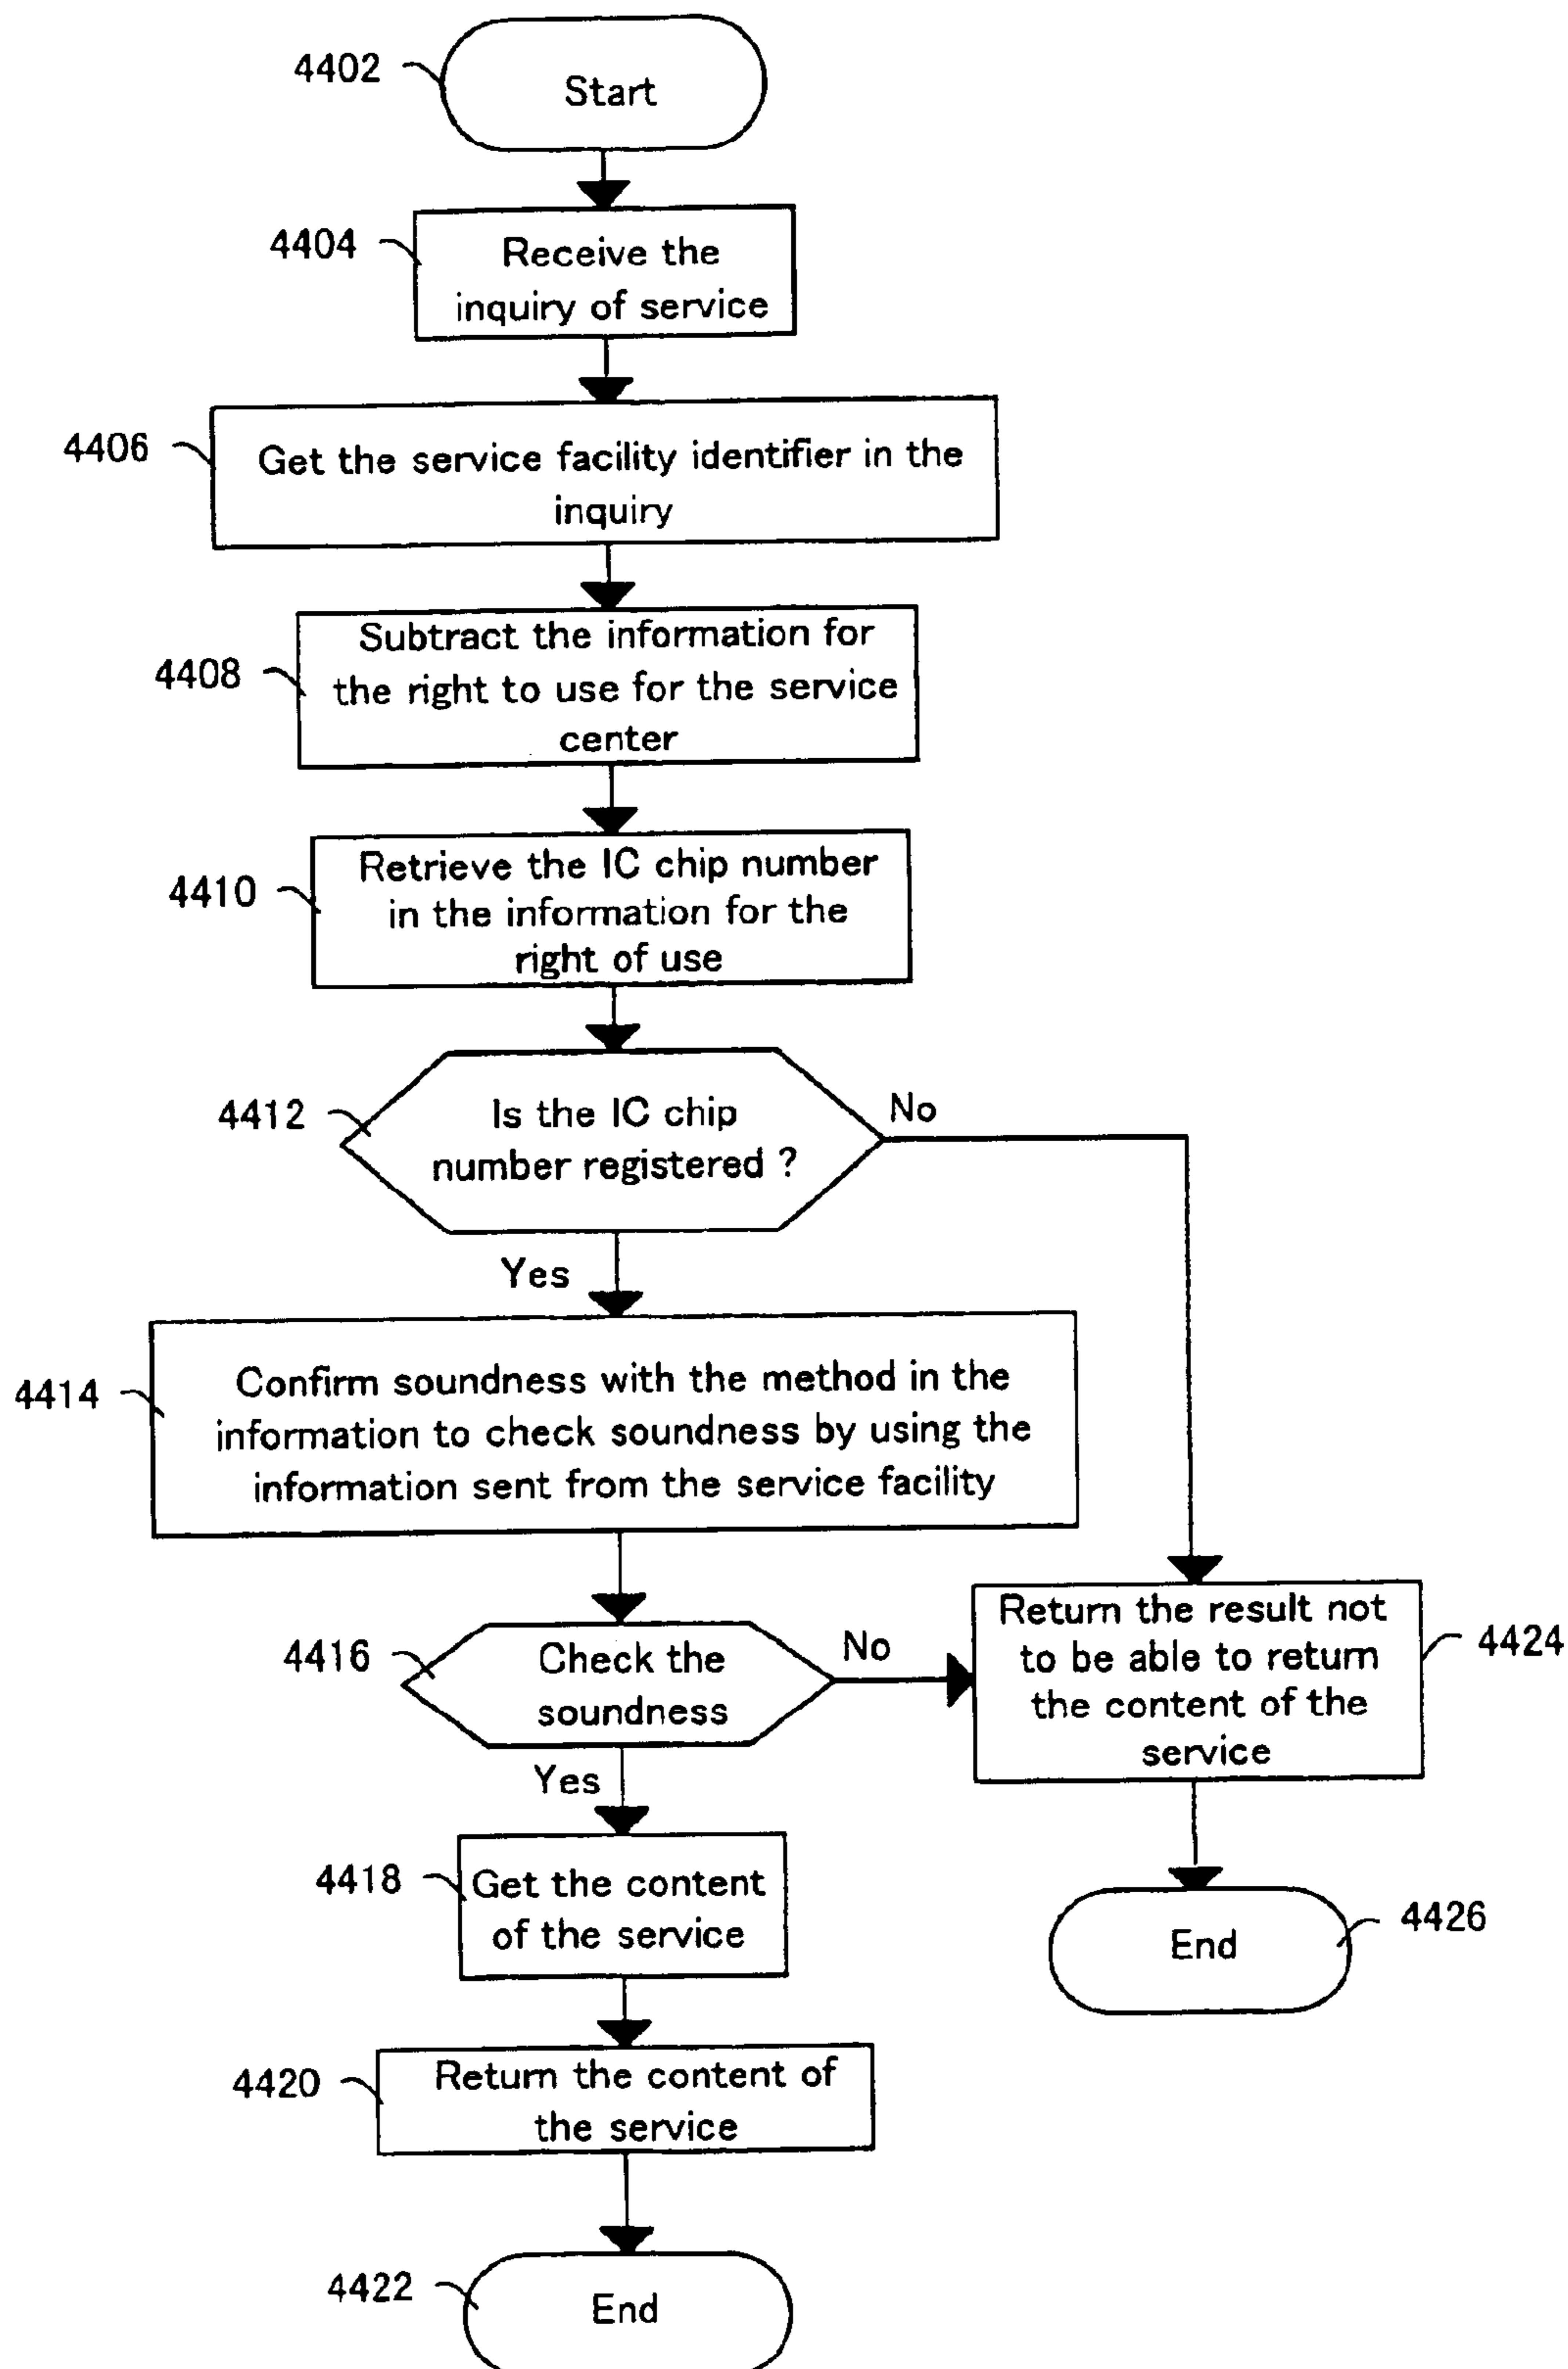 4402
Start
4404
Receive the
inquiry of service
4406
Get the service facility identifier in the
inquiry
4408
Subtract the information for
the right to use for the service
center
4410
Retrieve the IC chip number
in the information for the
right of use
4412
Is the IC chip
number registered ?
No
Yes
4414
Confirm soundness with the method in the
information to check soundness by using the
information sent from the service facility
4416
Check the
soundness
No
Yes
Return the result not
to be able to return
the content of the
service
4424
4418
Get the content
of the service
End
4426
4420
Return the content of
the service
4422
End